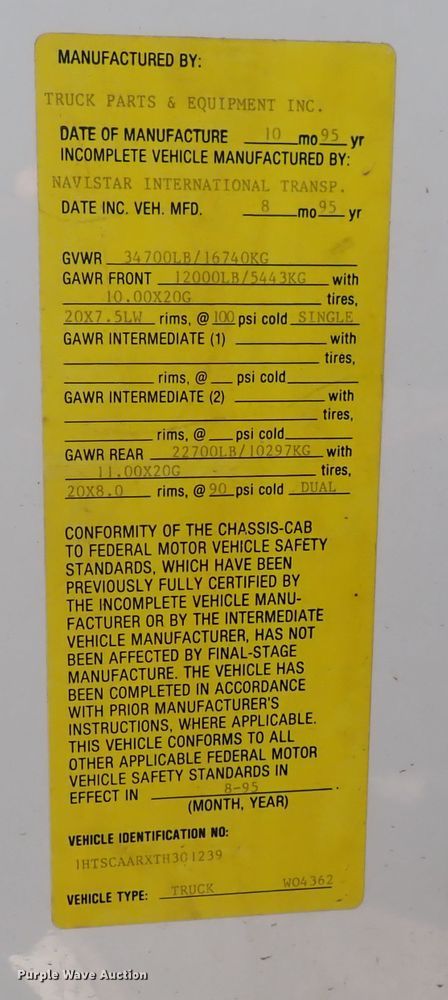 MANUFACTURED BY:
TRUCK PARTS & EQUIPMENT INC.
DATE OF MANUFACTURE 10 mo 95 yr
INCOMPLETE VEHICLE MANUFACTURED BY:
NAVISTAR INTERNATIONAL TRANSP.
DATE INC. VEH. MFD. 8 mo 95 yr
GVWR 34700LB/16740KG
GAWR FRONT 12000LB/5443KG with
10.00X20G tires,
20X7.5LW rims, @ 100 psi cold SINGLE
GAWR INTERMEDIATE (1) with
tires,
rims, @ psi cold
GAWR INTERMEDIATE (2) with
tires,
rims, @ psi cold
GAWR REAR 22700LB/10297KG with
11.00X20G tires,
20X8.0 rims, @ 90 psi cold DUAL
CONFORMITY OF THE CHASSIS-CAB
TO FEDERAL MOTOR VEHICLE SAFETY
STANDARDS, WHICH HAVE BEEN
PREVIOUSLY FULLY CERTIFIED BY
THE INCOMPLETE VEHICLE MANU-
FACTURER OR BY THE INTERMEDIATE
VEHICLE MANUFACTURER, HAS NOT
BEEN AFFECTED BY FINAL-STAGE
MANUFACTURE. THE VEHICLE HAS
BEEN COMPLETED IN ACCORDANCE
WITH PRIOR MANUFACTURER'S
INSTRUCTIONS, WHERE APPLICABLE.
THIS VEHICLE CONFORMS TO ALL
OTHER APPLICABLE FEDERAL MOTOR
VEHICLE SAFETY STANDARDS IN
EFFECT IN 8-95.
(MONTH, YEAR)
VEHICLE IDENTIFICATION NO:
1HTSCAARXTH301239
VEHICLE TYPE: TRUCK W04362
Purple Wave Auction